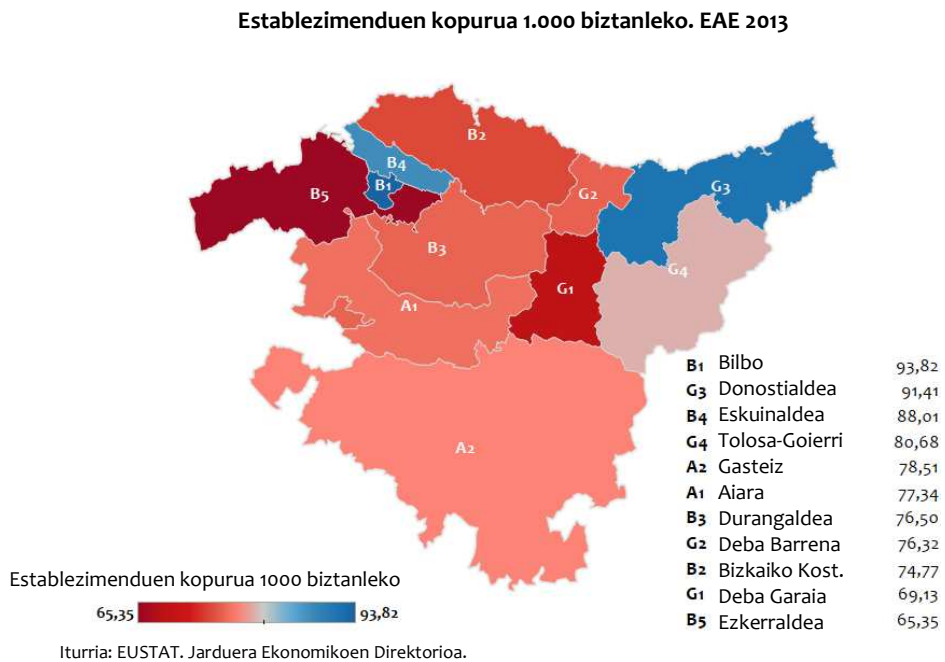 Establezimenduen kopurua 1.000 biztanleko. EAE 2013
B2
B4
B1
B5
G2
G3
B3
G4
G1
A1
A2
B1 Bilbo 93,82
G3 Donostialdea 91,41
B4 Eskuinaldea 88,01
G4 Tolosa-Goierri 80,68
A2 Gasteiz 78,51
A1 Aiara 77,34
B3 Durangaldea 76,50
G2 Deba Barrena 76,32
B2 Bizkaiko Kost. 74,77
G1 Deba Garaia 69,13
B5 Ezkerraldea 65,35
Establezimenduen kopurua 1000 biztanleko
65,35 93,82
Iturria: EUSTAT. Jarduera Ekonomikoen Direktorioa.